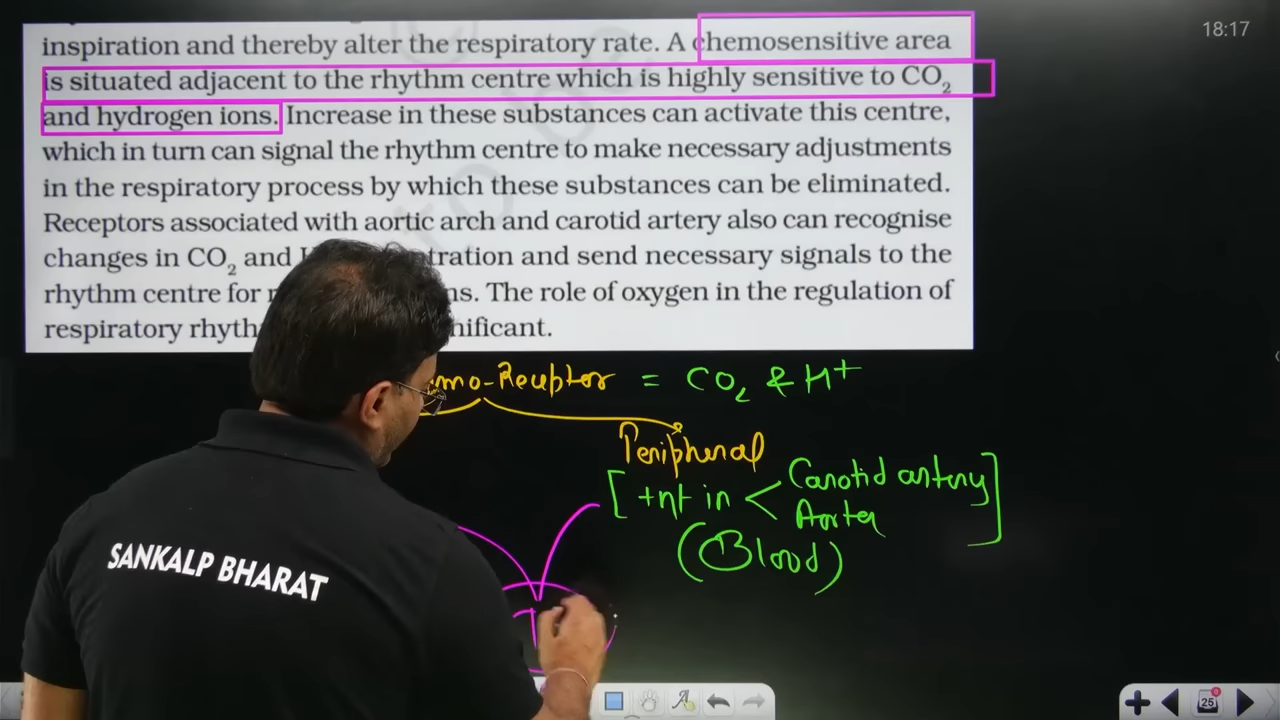 inspiration and thereby alter the respiratory rate. A chemosensitive area
is situated adjacent to the rhythm centre which is highly sensitive to CO₂
and hydrogen ions. Increase in these substances can activate this centre,
which in turn can signal the rhythm centre to make necessary adjustments
in the respiratory process by which these substances can be eliminated.
Receptors associated with aortic arch and carotid artery also can recognise
changes in CO₂ and tration and send necessary signals to the
rhythm centre for ns. The role of oxygen in the regulation of
respiratory rhyth nificant.
18:17
mo-Receptor = CO₂ & H⁺
Peripheral
[+nt in < Carotid artery]
Aorta
(Blood)
SANKALP BHARAT
25